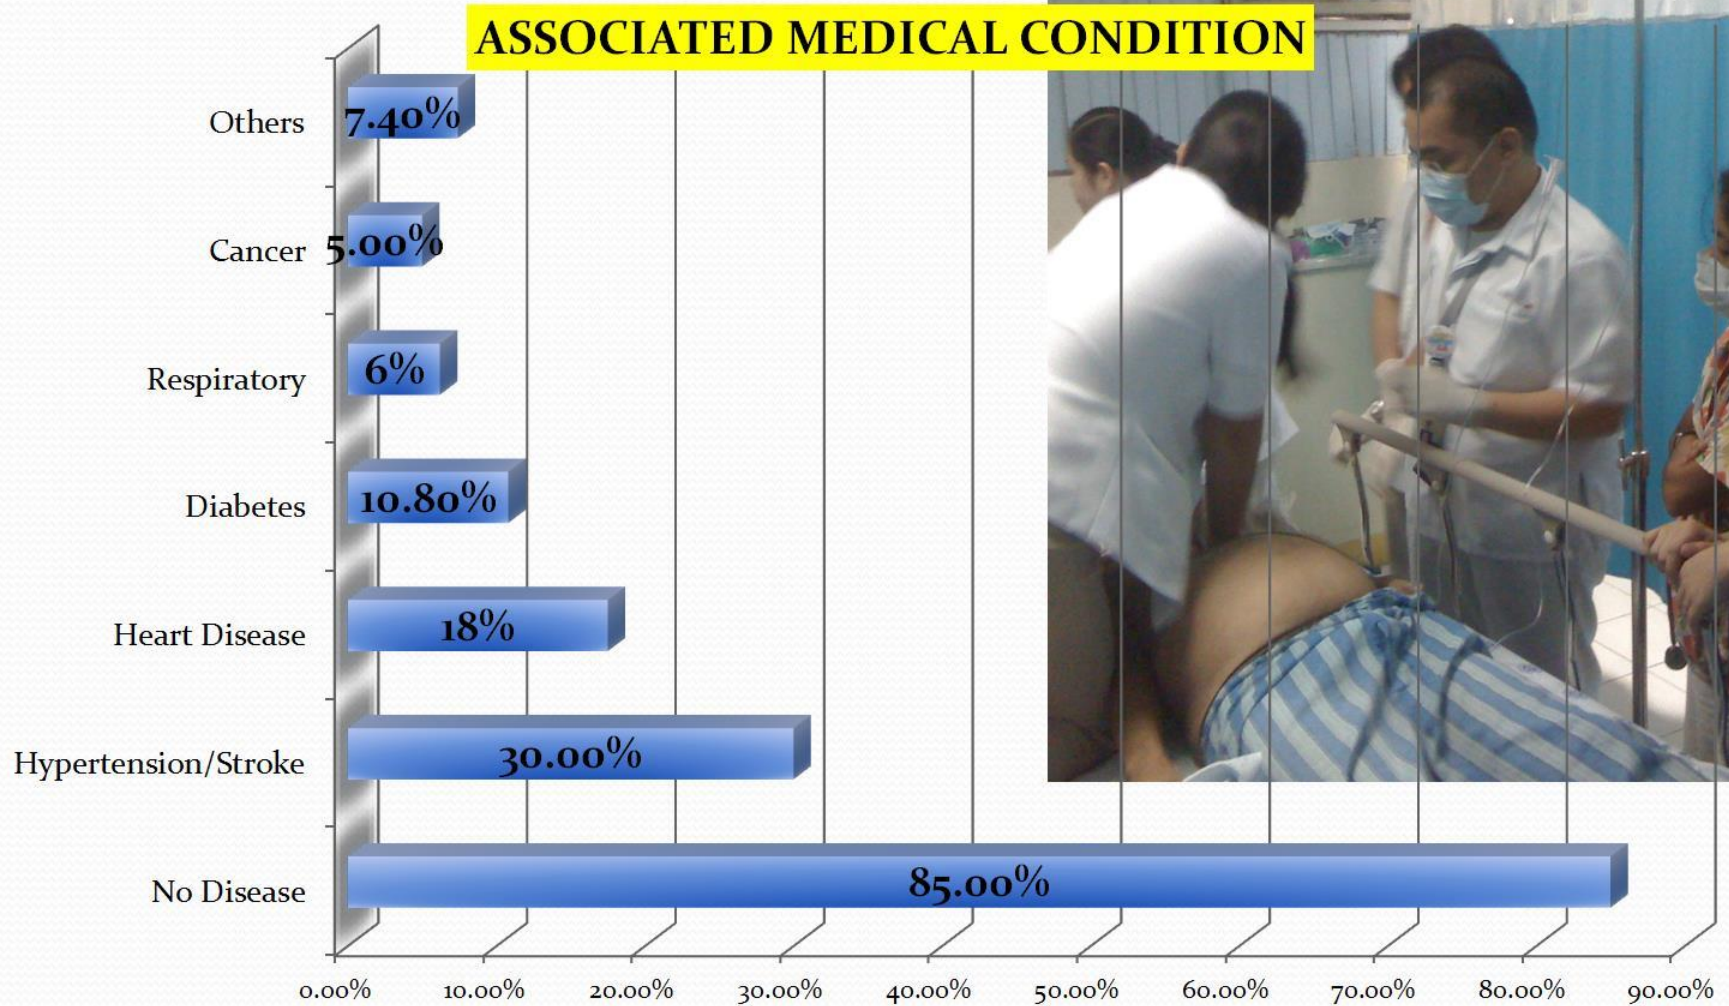 ASSOCIATED MEDICAL CONDITION
Others 7.40%
Cancer 5.00%
Respiratory 6%
Diabetes 10.80%
Heart Disease 18%
Hypertension/Stroke 30.00%
No Disease 85.00%
0.00% 10.00% 20.00% 30.00% 40.00% 50.00% 60.00% 70.00% 80.00% 90.00%